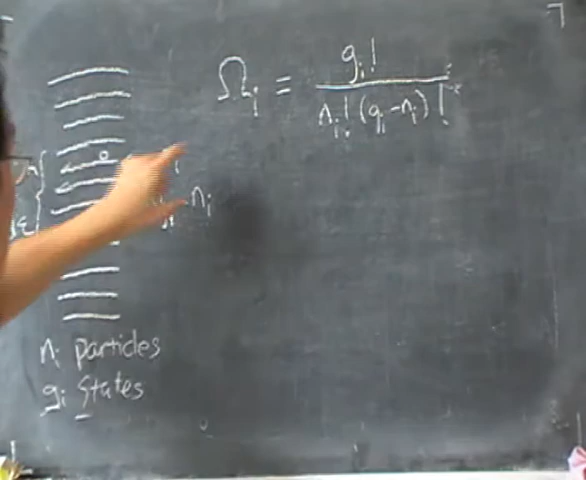 Ωᵢ = gᵢ! / nᵢ!(gᵢ-nᵢ)!
nᵢ
nᵢ particles
gᵢ states